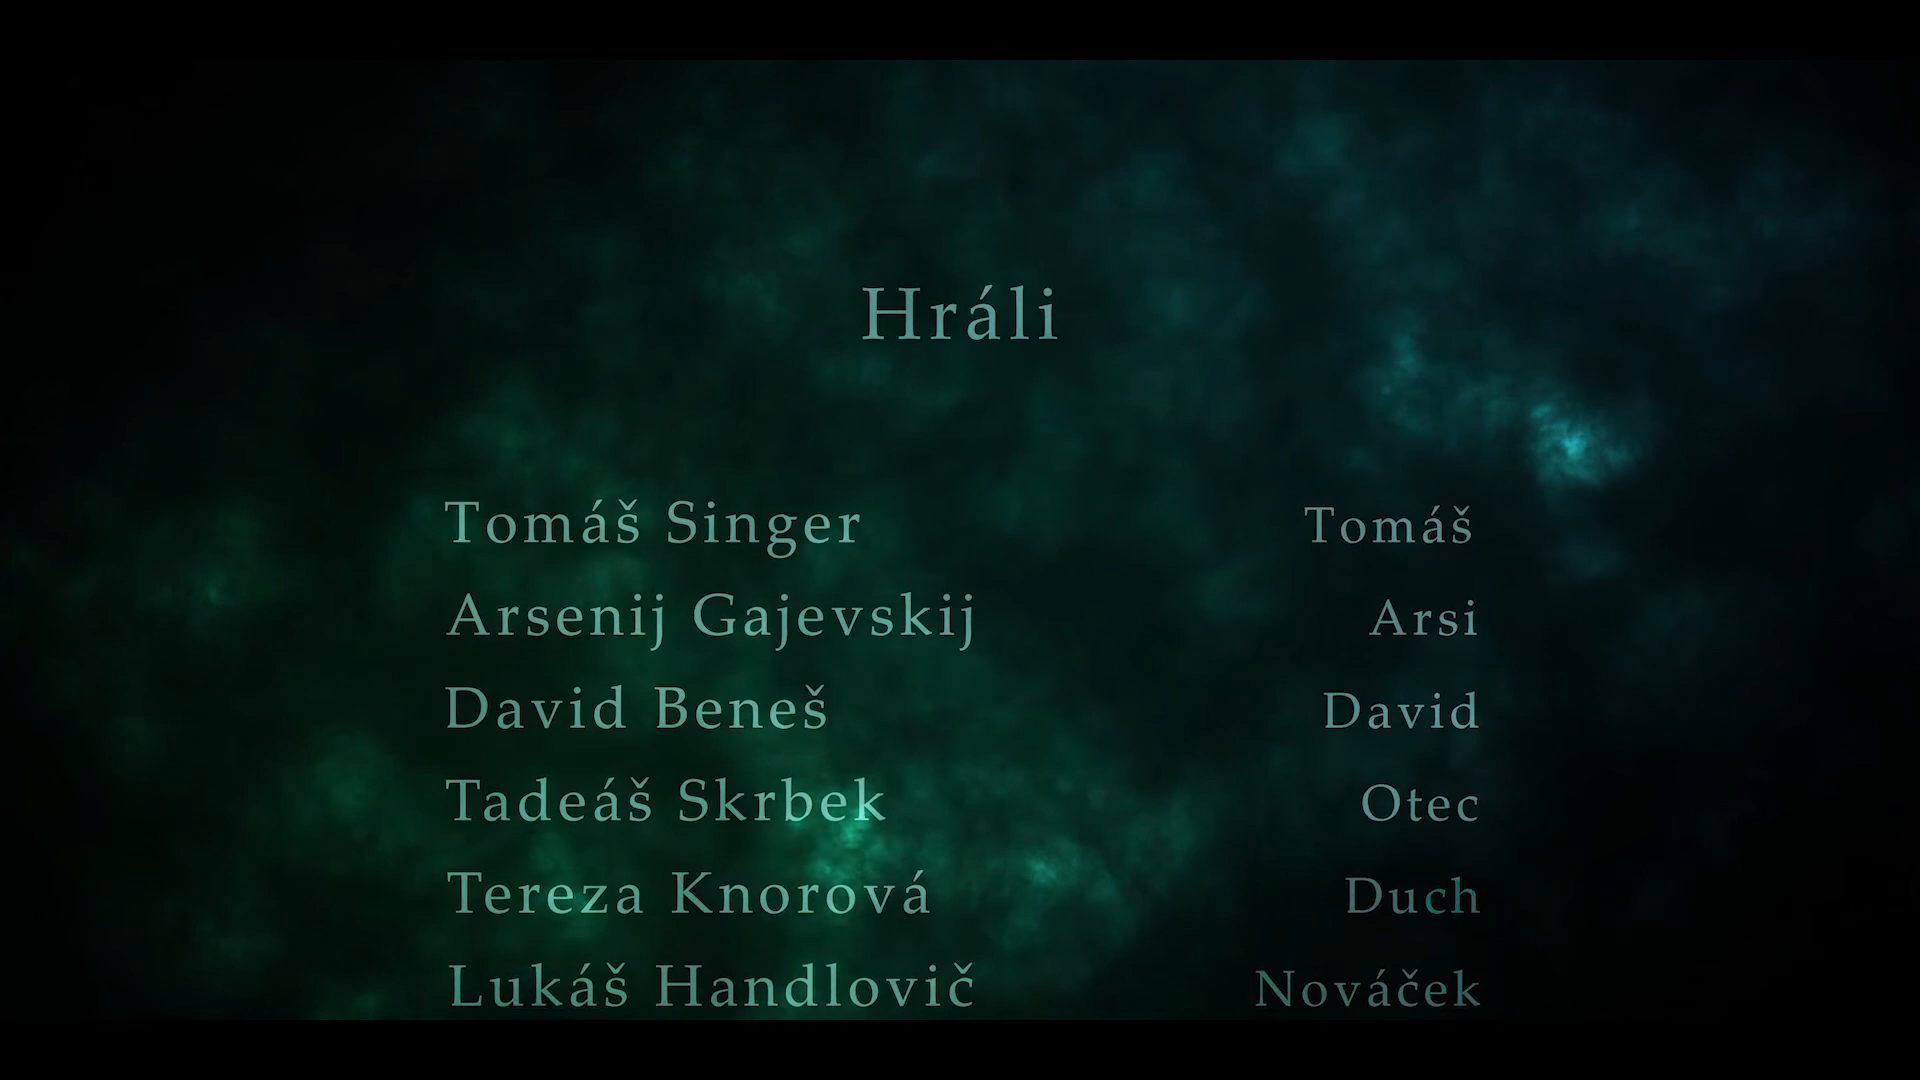 Hráli
Tomáš Singer Tomáš
Arsenij Gajevskij Arsi
David Beneš David
Tadeáš Skrbek Otec
Tereza Knorová Duch
Lukáš Handlovič Nováček